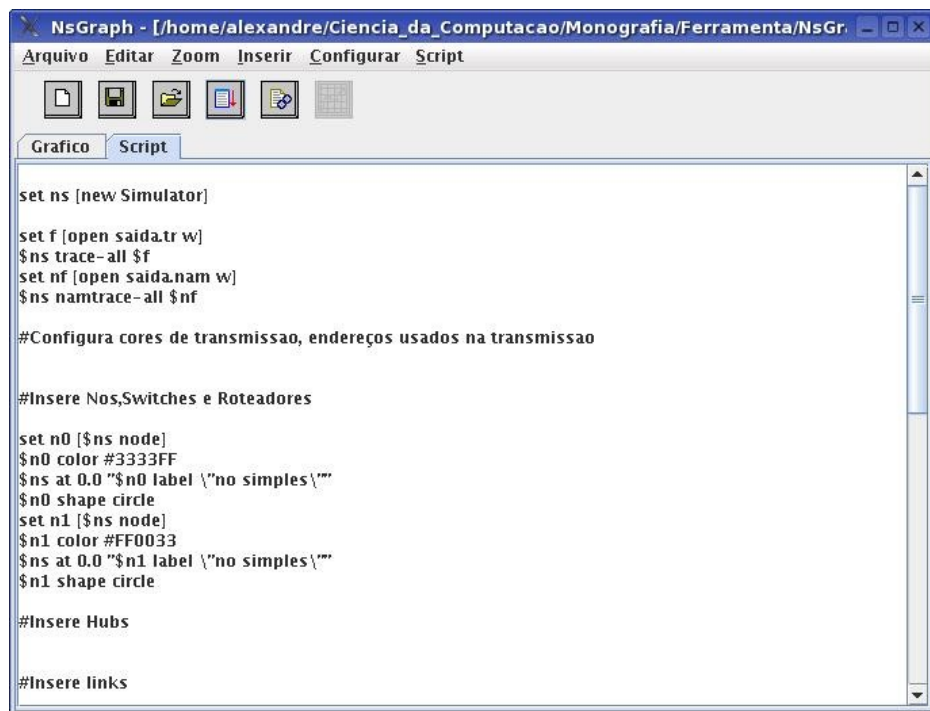 NsGraph - [/home/alexandre/Ciencia_da_Computacao/Monografia/Ferramenta/NsGr
Arquivo Editar Zoom Inserir Configurar Script
Grafico Script
set ns [new Simulator]
set f [open saida.tr w]
$ns trace-all $f
set nf [open saida.nam w]
$ns namtrace-all $nf
#Configura cores de transmissao, endereços usados na transmissao
#Insere Nos,Switches e Roteadores
set n0 [$ns node]
$n0 color #3333FF
$ns at 0.0 "$n0 label \"no simples\""
$n0 shape circle
set n1 [$ns node]
$n1 color #FF0033
$ns at 0.0 "$n1 label \"no simples\""
$n1 shape circle
#Insere Hubs
#Insere links